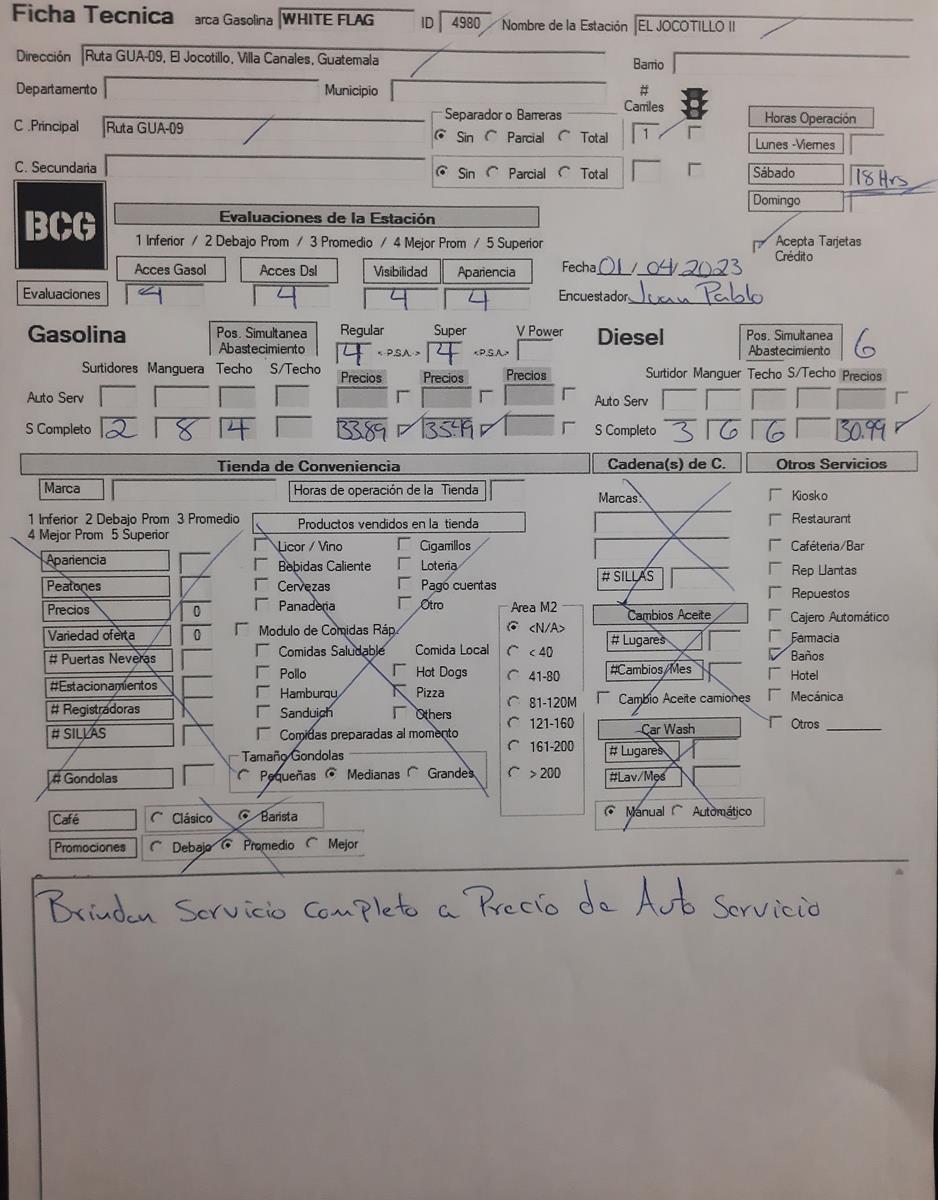 Ficha Tecnica arca Gasolina WHITE FLAG ID 4980 Nombre de la Estación EL JOCOTILLO II
Dirección Ruta GUA-09, El Jocotillo, Villa Canales, Guatemala Barrio
Departamento Municipio # Carriles
C .Principal Ruta GUA-09 Separador o Barreras Sin Parcial Total 1
Horas Operación
Lunes -Viernes
C. Secundaria Sin Parcial Total
Sábado 18 Hrs
Domingo
BCG
Evaluaciones de la Estación
1 Inferior / 2 Debajo Prom / 3 Promedio / 4 Mejor Prom / 5 Superior
Acepta Tarjetas Crédito
Acces Gasol Acces Dsl Visibilidad Apariencia Fecha 01/04/2023
Evaluaciones 4 4 4 4 Encuestador Juan Pablo
Gasolina Pos. Simultanea Abastecimiento Regular Super V Power
4 <-P.S.A.-> 4 <-P.S.A.->
Surtidores Manguera Techo S/Techo Precios Precios Precios
Auto Serv
S Completo 2 8 4 33.89 35.49
Diesel Pos. Simultanea Abastecimiento 6
Surtidor Manguer Techo S/Techo Precios
Auto Serv
S Completo 3 6 6 30.99
Tienda de Conveniencia
Marca Horas de operación de la Tienda
1 Inferior 2 Debajo Prom 3 Promedio
4 Mejor Prom 5 Superior
Apariencia
Peatones
Precios 0
Variedad oferta 0
# Puertas Neveras
#Estacionamientos
# Registradoras
# SILLAS
# Gondolas
Productos vendidos en la tienda
Licor / Vino Cigarrillos
Bebidas Caliente Loteria
Cervezas Pago cuentas
Panaderia Otro
Modulo de Comidas Ráp.
Comidas Saludable Comida Local
Pollo Hot Dogs
Hamburqu Pizza
Sanduich Others
Comidas preparadas al momento
Tamaño Gondolas
Pequeñas Medianas Grandes
Area M2
<N/A>
< 40
41-80
81-120M
121-160
161-200
> 200
Café Clásico Barista
Promociones Debajo Promedio Mejor
Cadena(s) de C.
Marcas:
# SILLAS
Cambios Aceite
# Lugares
#Cambios/Mes
Cambio Aceite camiones
Car Wash
# Lugares
#Lav/Mes
Manual Automático
Otros Servicios
Kiosko
Restaurant
Caféteria/Bar
Rep Llantas
Repuestos
Cajero Automático
Farmacia
Baños
Hotel
Mecánica
Otros
Brindan Servicio Completo a Precio de Auto Servicio